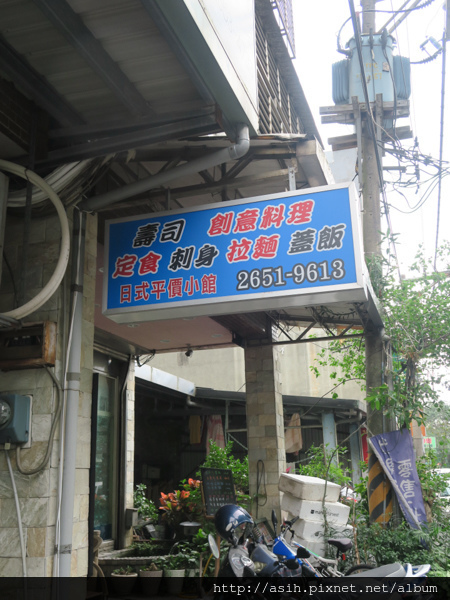 壽司 創意料理
定食 刺身 拉麵 蓋飯
日式平價小館 2651-9613
http://asih.pixnet.net/album